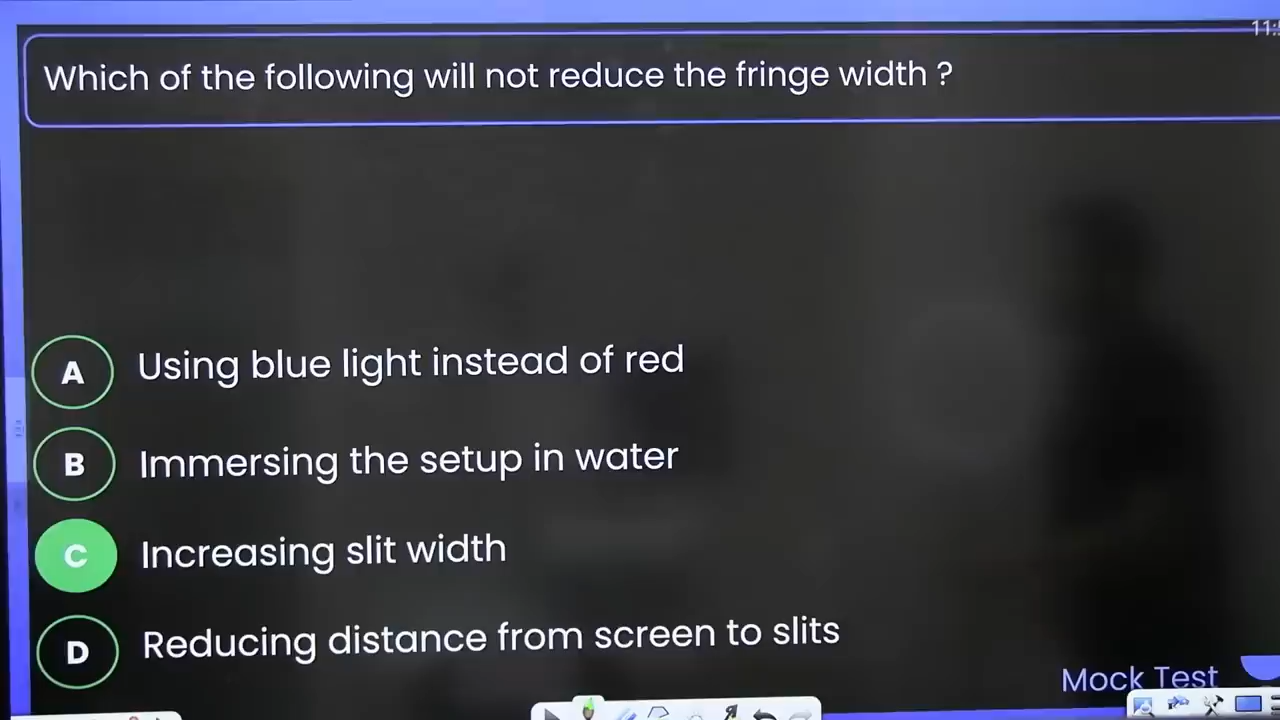 11:
Which of the following will not reduce the fringe width ?
A Using blue light instead of red
B Immersing the setup in water
C Increasing slit width
D Reducing distance from screen to slits
Mock Test